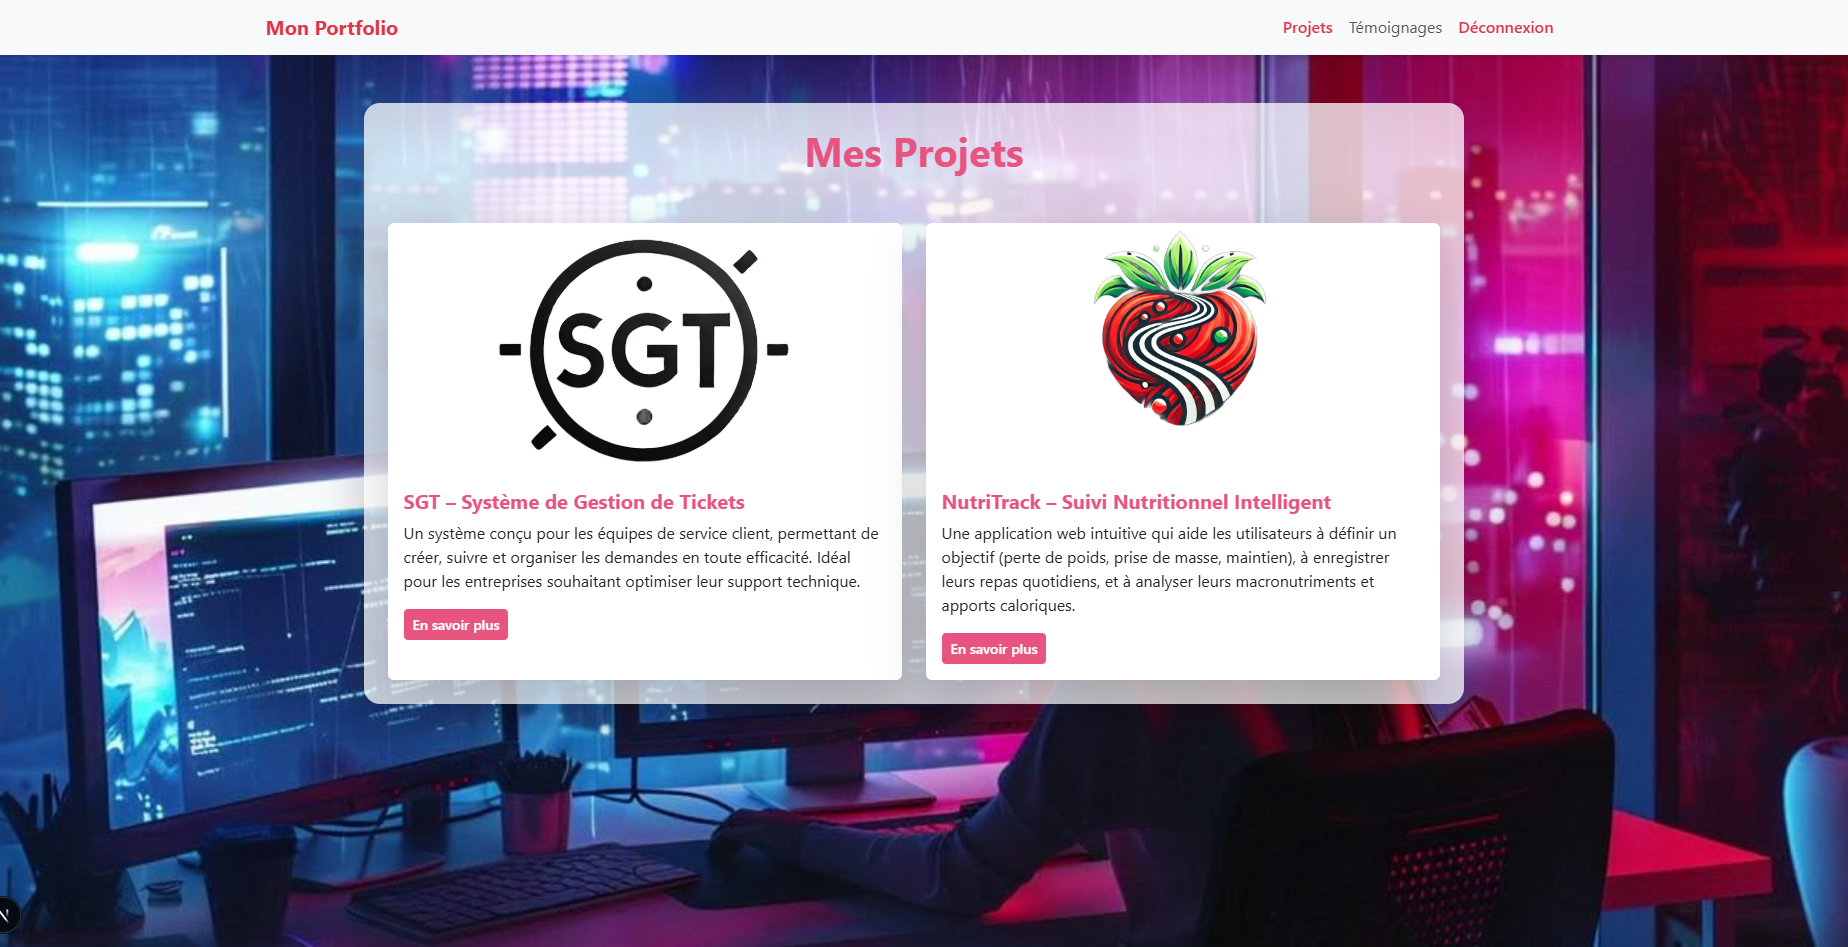 Mon Portfolio
Projets Témoignages Déconnexion
Mes Projets
SGT
SGT – Système de Gestion de Tickets
Un système conçu pour les équipes de service client, permettant de
créer, suivre et organiser les demandes en toute efficacité. Idéal
pour les entreprises souhaitant optimiser leur support technique.
En savoir plus
NutriTrack – Suivi Nutritionnel Intelligent
Une application web intuitive qui aide les utilisateurs à définir un
objectif (perte de poids, prise de masse, maintien), à enregistrer
leurs repas quotidiens, et à analyser leurs macronutriments et
apports caloriques.
En savoir plus
N